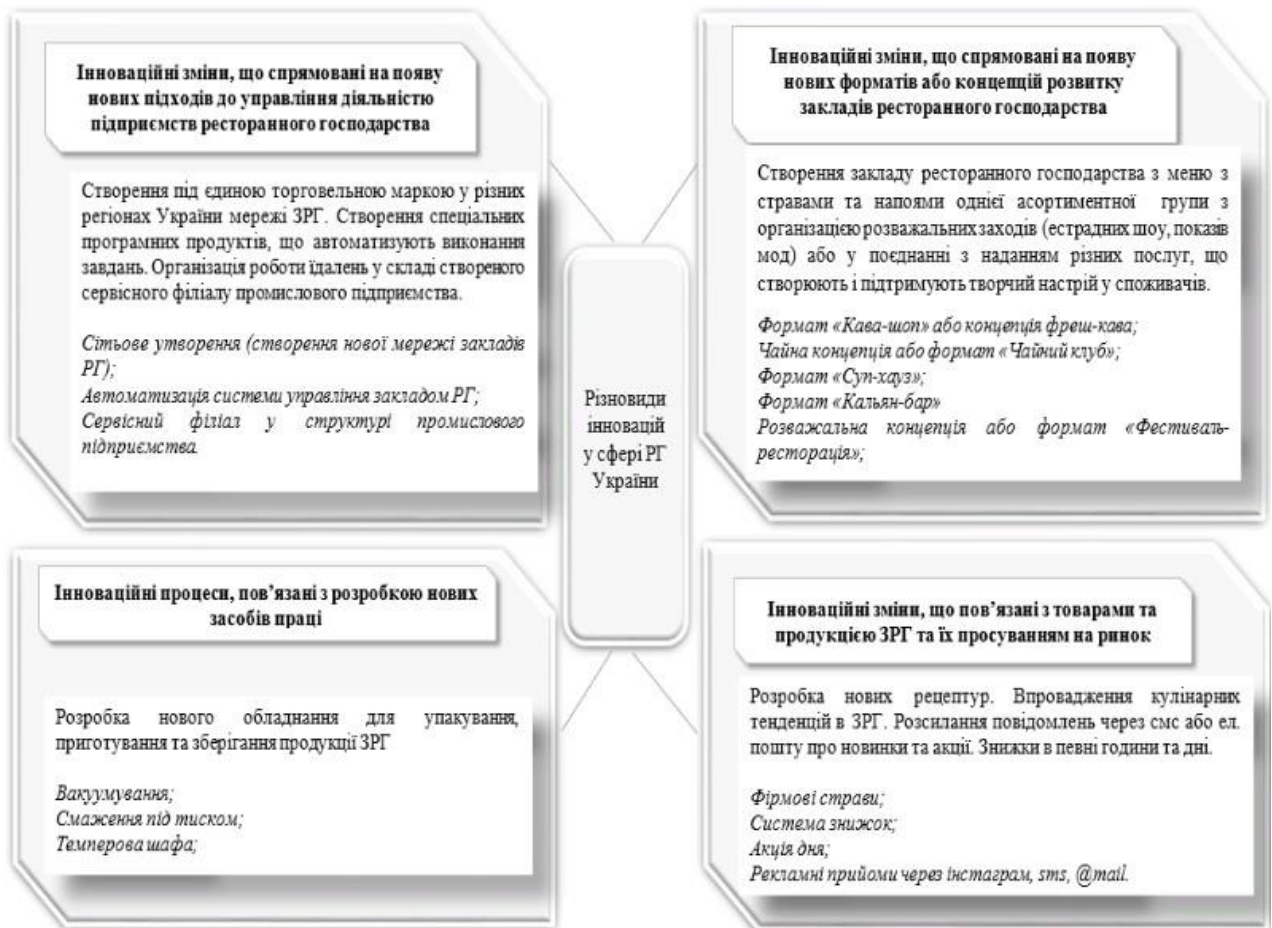 Інноваційні зміни, що спрямовані на появу
нових підходів до управління діяльністю
підприємств ресторанного господарства
Створення під єдиною торговельною маркою у різних
регіонах України мережі ЗРГ. Створення спеціальних
програмних продуктів, що автоматизують виконання
завдань. Організація роботи їдалень у складі створеного
сервісного філіалу промислового підприємства.
Сітьове утворення (створення нової мережі закладів
РГ);
Автоматизація системи управління закладом РГ;
Сервісний філіал у структурі промислового
підприємства.
Інноваційні зміни, що спрямовані на появу
нових форматів або концепцій розвитку
закладів ресторанного господарства
Створення закладу ресторанного господарства з меню з
стравами та напоями однієї асортиментної групи з
організацією розважальних заходів (естрадних шоу, показів
мод) або у поєднанні з наданням різних послуг, що
створюють і підтримують творчий настрій у споживачів.
Формат «Кава-шоп» або концепція фреш-кава;
Чайна концепція або формат «Чайний клуб»;
Формат «Суп-хауз»;
Формат «Кальян-бар»
Розважальна концепція або формат «Фестиваль-
ресторація»;
Різновиди
інновацій
у сфері РГ
України
Інноваційні процеси, пов’язані з розробкою нових
засобів праці
Розробка нового обладнання для упакування,
приготування та зберігання продукції ЗРГ
Вакуумування;
Смаження під тиском;
Темперова шафа;
Інноваційні зміни, що пов’язані з товарами та
продукцією ЗРГ та їх просуванням на ринок
Розробка нових рецептур. Впровадження кулінарних
тенденцій в ЗРГ. Розсилання повідомлень через смс або ел.
пошту про новинки та акції. Знижки в певні години та дні.
Фірмові страви;
Система знижок;
Акція дня;
Рекламні прийоми через інстаграм, sms, @mail.